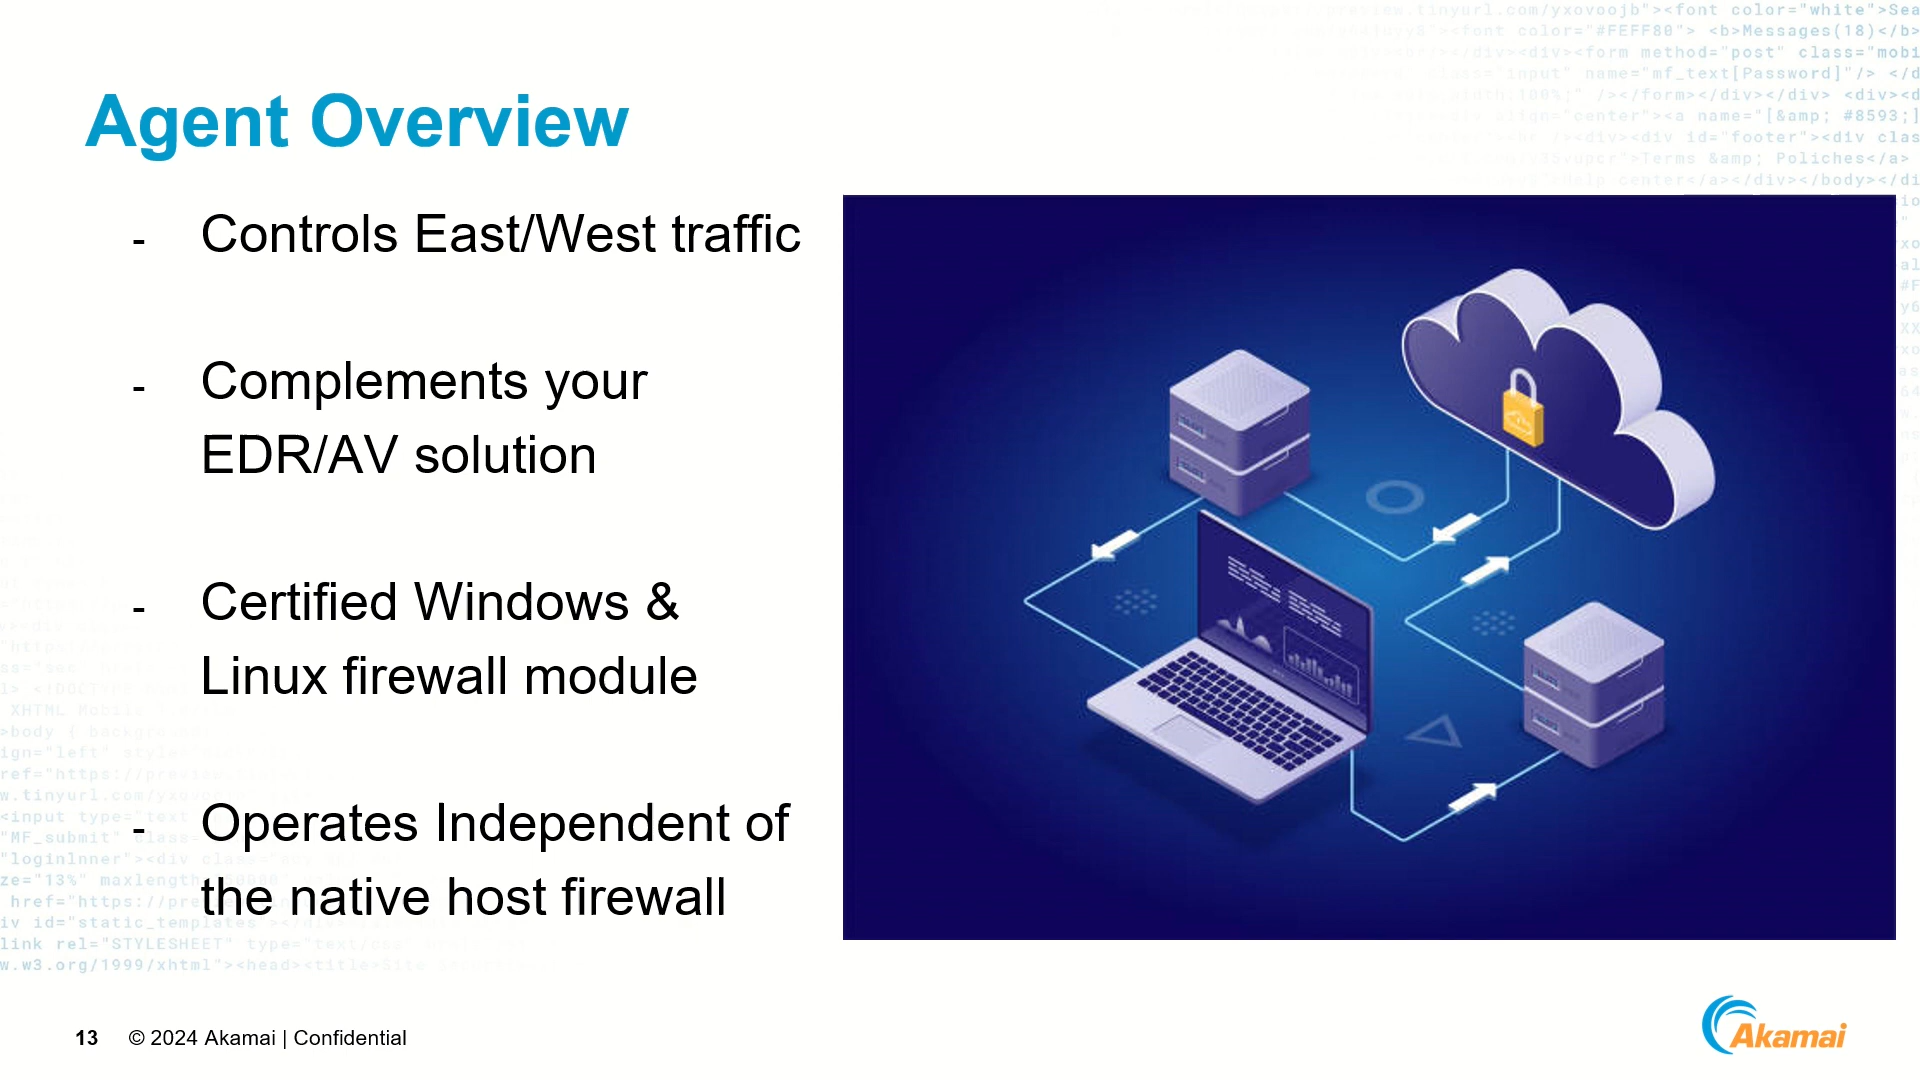 Agent Overview
- Controls East/West traffic
- Complements your
EDR/AV solution
- Certified Windows &
Linux firewall module
- Operates Independent of
the native host firewall
13 © 2024 Akamai | Confidential
Akamai